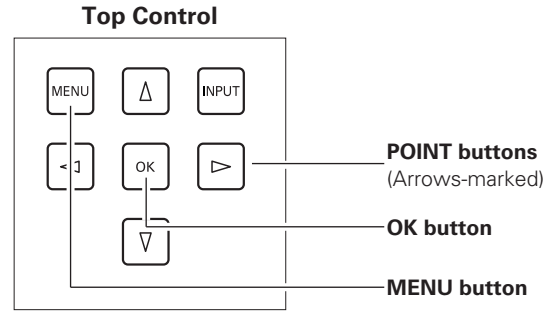 Top Control
MENU
INPUT
OK
POINT buttons
(Arrows-marked)
OK button
MENU button